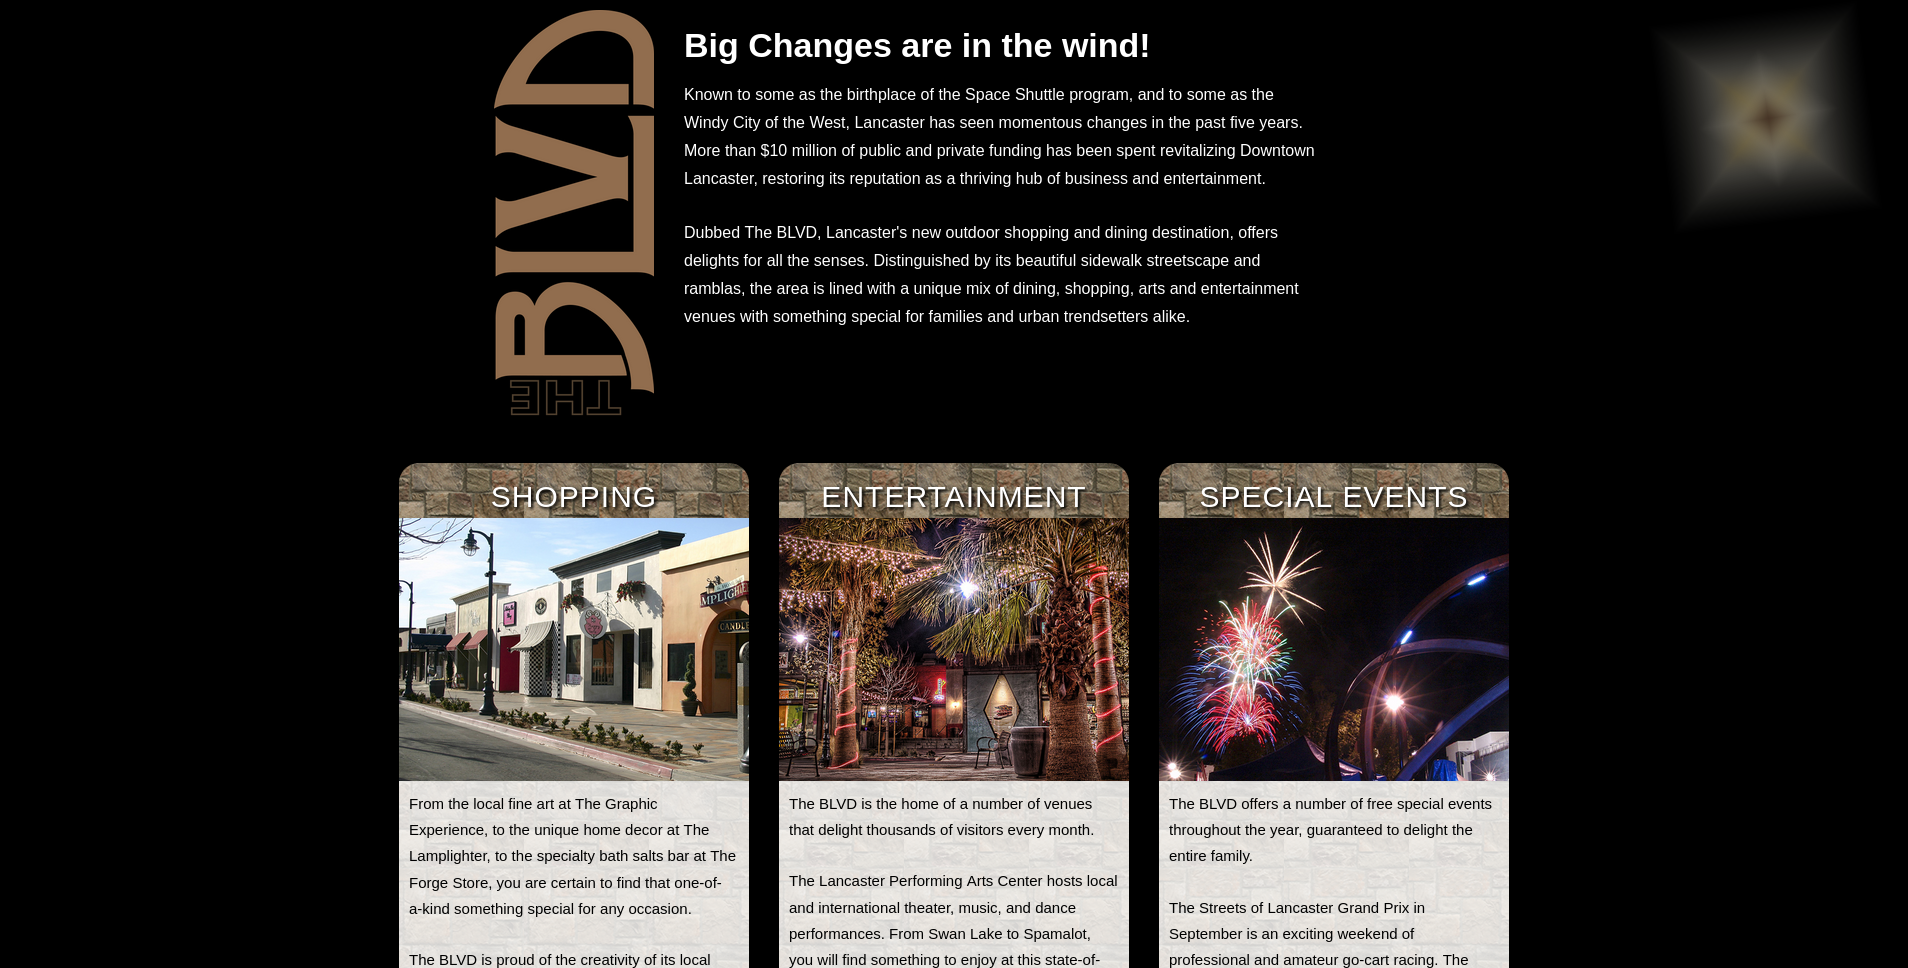 THE BLVD
Big Changes are in the wind!
Known to some as the birthplace of the Space Shuttle program, and to some as the
Windy City of the West, Lancaster has seen momentous changes in the past five years.
More than $10 million of public and private funding has been spent revitalizing Downtown
Lancaster, restoring its reputation as a thriving hub of business and entertainment.
Dubbed The BLVD, Lancaster's new outdoor shopping and dining destination, offers
delights for all the senses. Distinguished by its beautiful sidewalk streetscape and
ramblas, the area is lined with a unique mix of dining, shopping, arts and entertainment
venues with something special for families and urban trendsetters alike.
SHOPPING
MPLIGH
CANDLE
From the local fine art at The Graphic
Experience, to the unique home decor at The
Lamplighter, to the specialty bath salts bar at The
Forge Store, you are certain to find that one-of-
a-kind something special for any occasion.
The BLVD is proud of the creativity of its local
ENTERTAINMENT
The BLVD is the home of a number of venues
that delight thousands of visitors every month.
The Lancaster Performing Arts Center hosts local
and international theater, music, and dance
performances. From Swan Lake to Spamalot,
you will find something to enjoy at this state-of-
SPECIAL EVENTS
The BLVD offers a number of free special events
throughout the year, guaranteed to delight the
entire family.
The Streets of Lancaster Grand Prix in
September is an exciting weekend of
professional and amateur go-cart racing. The